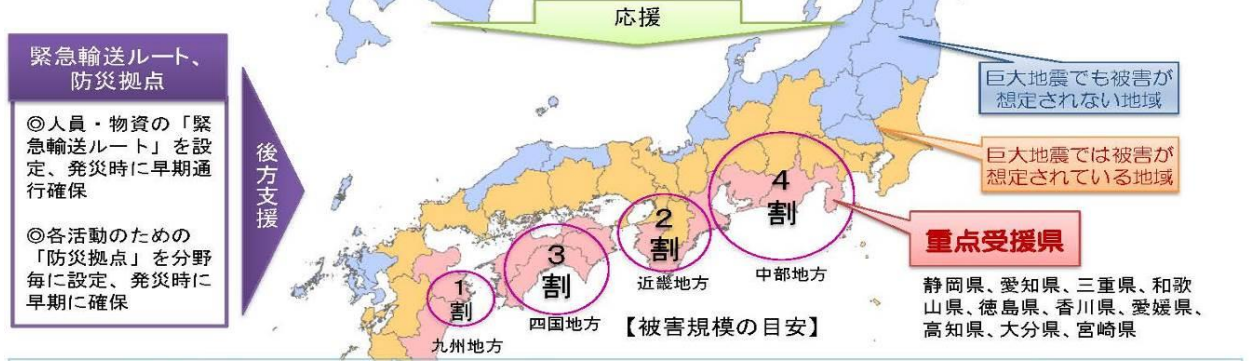 応援
緊急輸送ルート、
防災拠点
◎人員・物資の「緊
急輸送ルート」を設
定、発災時に早期通
行確保
◎各活動のための
「防災拠点」を分野
毎に設定、発災時に
早期に確保
後方支援
巨大地震でも被害が
想定されない地域
巨大地震では被害が
想定されている地域
重点受援県
静岡県、愛知県、三重県、和歌
山県、徳島県、香川県、愛媛県、
高知県、大分県、宮崎県
4
割
中部地方
2
割
近畿地方
3
割
四国地方
1
割
九州地方
【被害規模の目安】